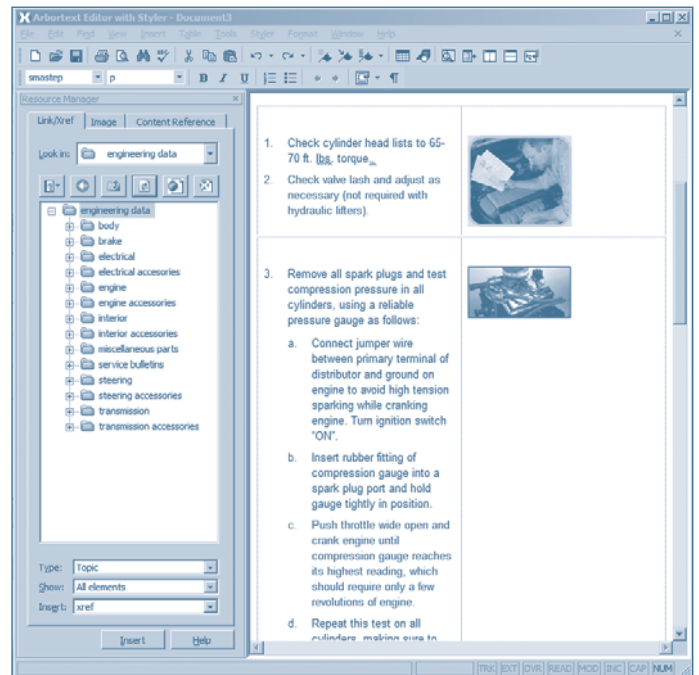 Arbortext Editor with Styler - Document3
File Edit Find View Insert Table Tools Styler Format Window Help
smastep p B I U
Resource Manager
Link/Xref Image Content Reference
Look in: engineering data
engineering data
body
brake
electrical
electrical accesories
engine
engine accessories
interior
interior accessories
miscellaneous parts
service bulletins
steering
steering accessories
transmission
transmission accessories
Type: Topic
Show: All elements
Insert: xref
Insert Help
1. Check cylinder head lists to 65-
70 ft. lbs. torque.
2. Check valve lash and adjust as
necessary (not required with
hydraulic lifters).
3. Remove all spark plugs and test
compression pressure in all
cylinders, using a reliable
pressure gauge as follows:
a. Connect jumper wire
between primary terminal of
distributor and ground on
engine to avoid high tension
sparking while cranking
engine. Turn ignition switch
"ON".
b. Insert rubber fitting of
compression gauge into a
spark plug port and hold
gauge tightly in position.
c. Push throttle wide open and
crank engine until
compression gauge reaches
its highest reading, which
should require only a few
revolutions of engine.
d. Repeat this test on all
cylinders, making sure to
TRK EXT OVR READ MOD INC CAP NUM